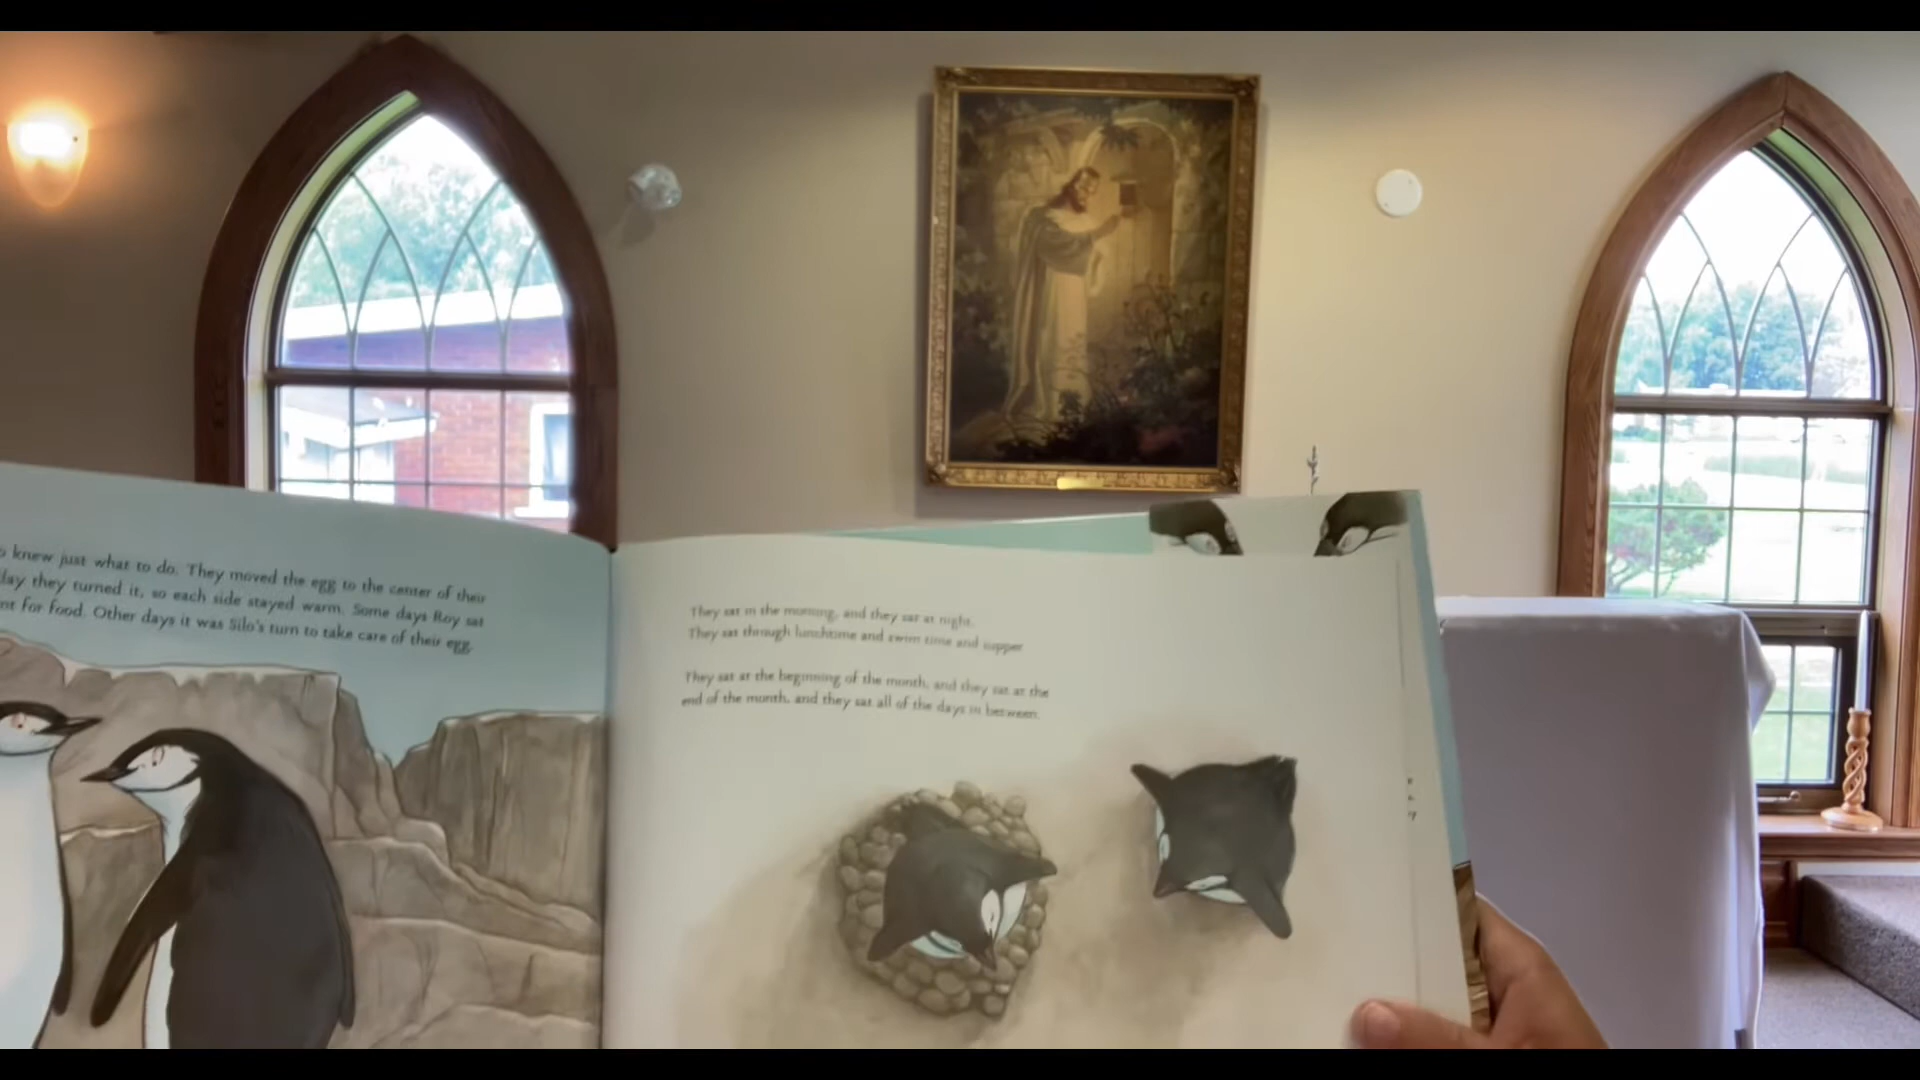 knew just what to do. They moved the egg to the center of their
day they turned it, so each side stayed warm. Some days Roy sat
for food. Other days it was Silo's turn to take care of their egg.
They sat in the morning, and they sat at night.
They sat through lunchtime and swim time and supper
They sat at the beginning of the month, and they sat at the
end of the month, and they sat all of the days in between.